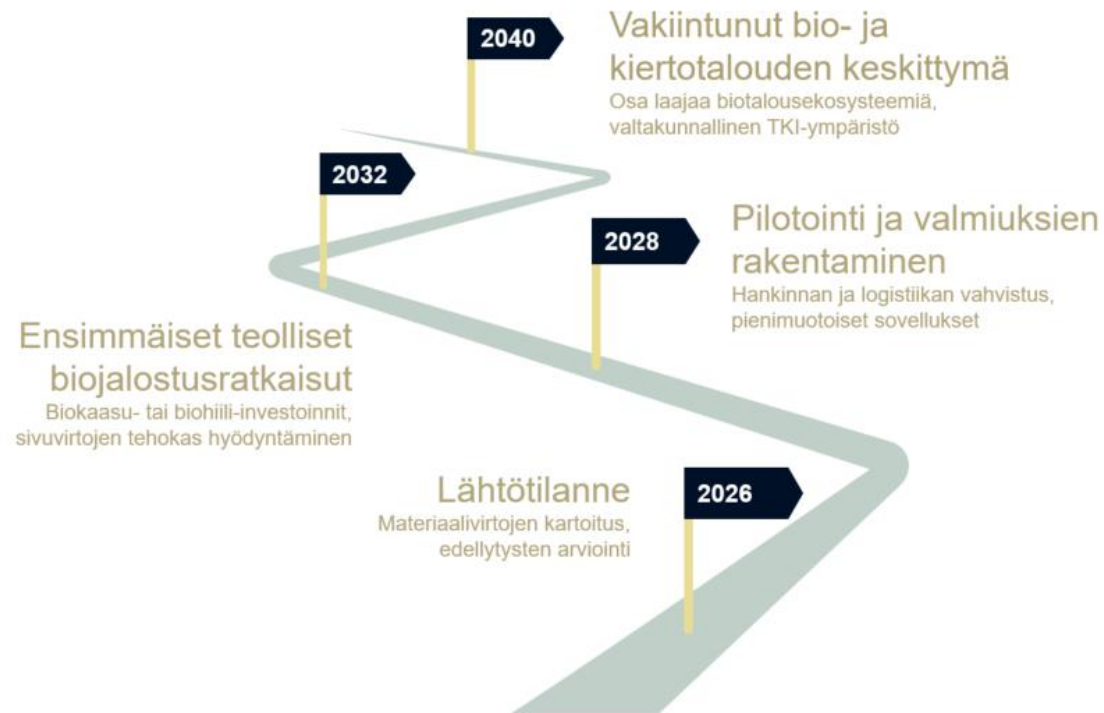 2040
Vakiintunut bio- ja
kiertotalouden keskittymä
Osa laajaa biotalousekosysteemiä,
valtakunnallinen TKI-ympäristö
2032
Ensimmäiset teolliset
biojalostusratkaisut
Biokaasu- tai biohiili-investoinnit,
sivuvirtojen tehokas hyödyntäminen
2028
Pilotointi ja valmiuksien
rakentaminen
Hankinnan ja logistiikan vahvistus,
pienimuotoiset sovellukset
2026
Lähtötilanne
Materiaalivirtojen kartoitus,
edellytysten arviointi